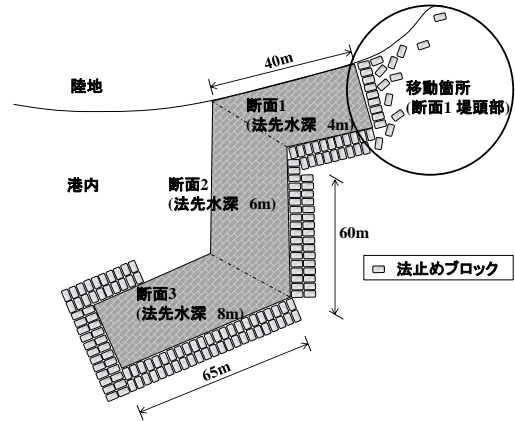 40m
陸地
断面1
(法先水深 4m)
移動箇所
(断面1 堤頭部)
港内
断面2
(法先水深 6m)
60m
法止めブロック
断面3
(法先水深 8m)
65m